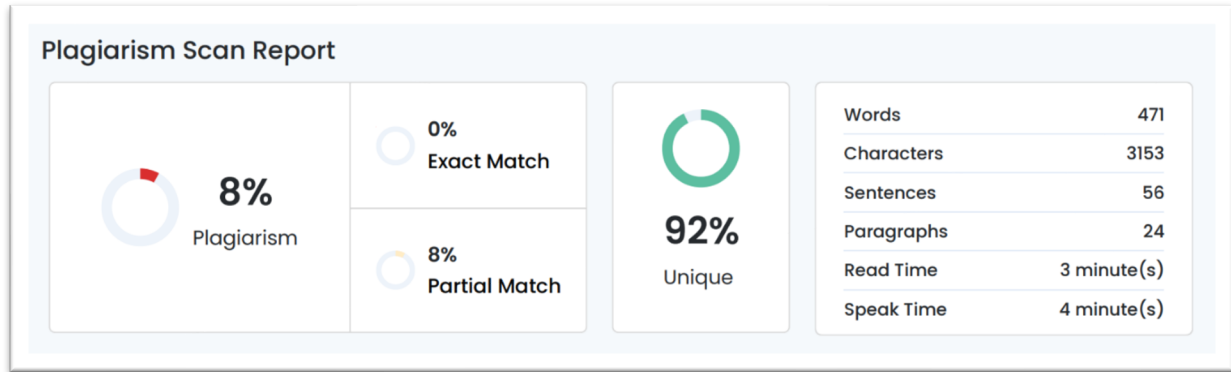 Plagiarism Scan Report
8%
Plagiarism
0%
Exact Match
8%
Partial Match
92%
Unique
Words 471
Characters 3153
Sentences 56
Paragraphs 24
Read Time 3 minute(s)
Speak Time 4 minute(s)